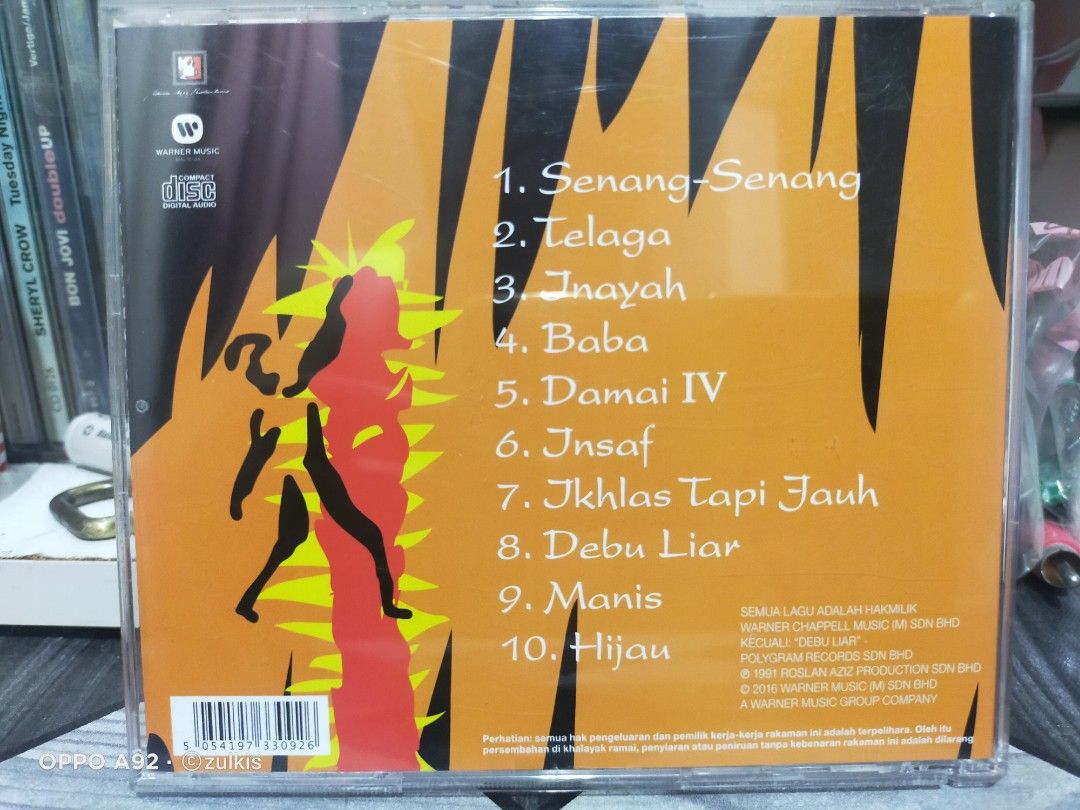 Vertigo/Jam
Tuesday Nigh
SHERYL CROW
BON JOVI doubleUP
WARNER MUSIC
COMPACT
disc
DIGITAL AUDIO
1. Senang-Senang
2. Telaga
3. Inayah
4. Baba
5. Damai IV
6. Insaf
7. Ikhlas Tapi Jauh
8. Debu Liar
9. Manis
10. Hijau
SEMUA LAGU ADALAH HAKMILIK
WARNER CHAPPELL MUSIC (M) SDN BHD
KECUALI: "DEBU LIAR" -
POLYGRAM RECORDS SDN BHD
℗ 1991 ROSLAN AZIZ PRODUCTION SDN BHD
© 2016 WARNER MUSIC (M) SDN BHD
A WARNER MUSIC GROUP COMPANY
5 054197 330926
Perhatian: semua hak pengeluaran dan pemilik kerja-kerja rakaman ini adalah terpelihara. Oleh itu
persembahan di khalayak ramai, penyiaran atau peniruan tanpa kebenaran rakaman ini adalah dilarang
OPPO A92 · ©zulkis